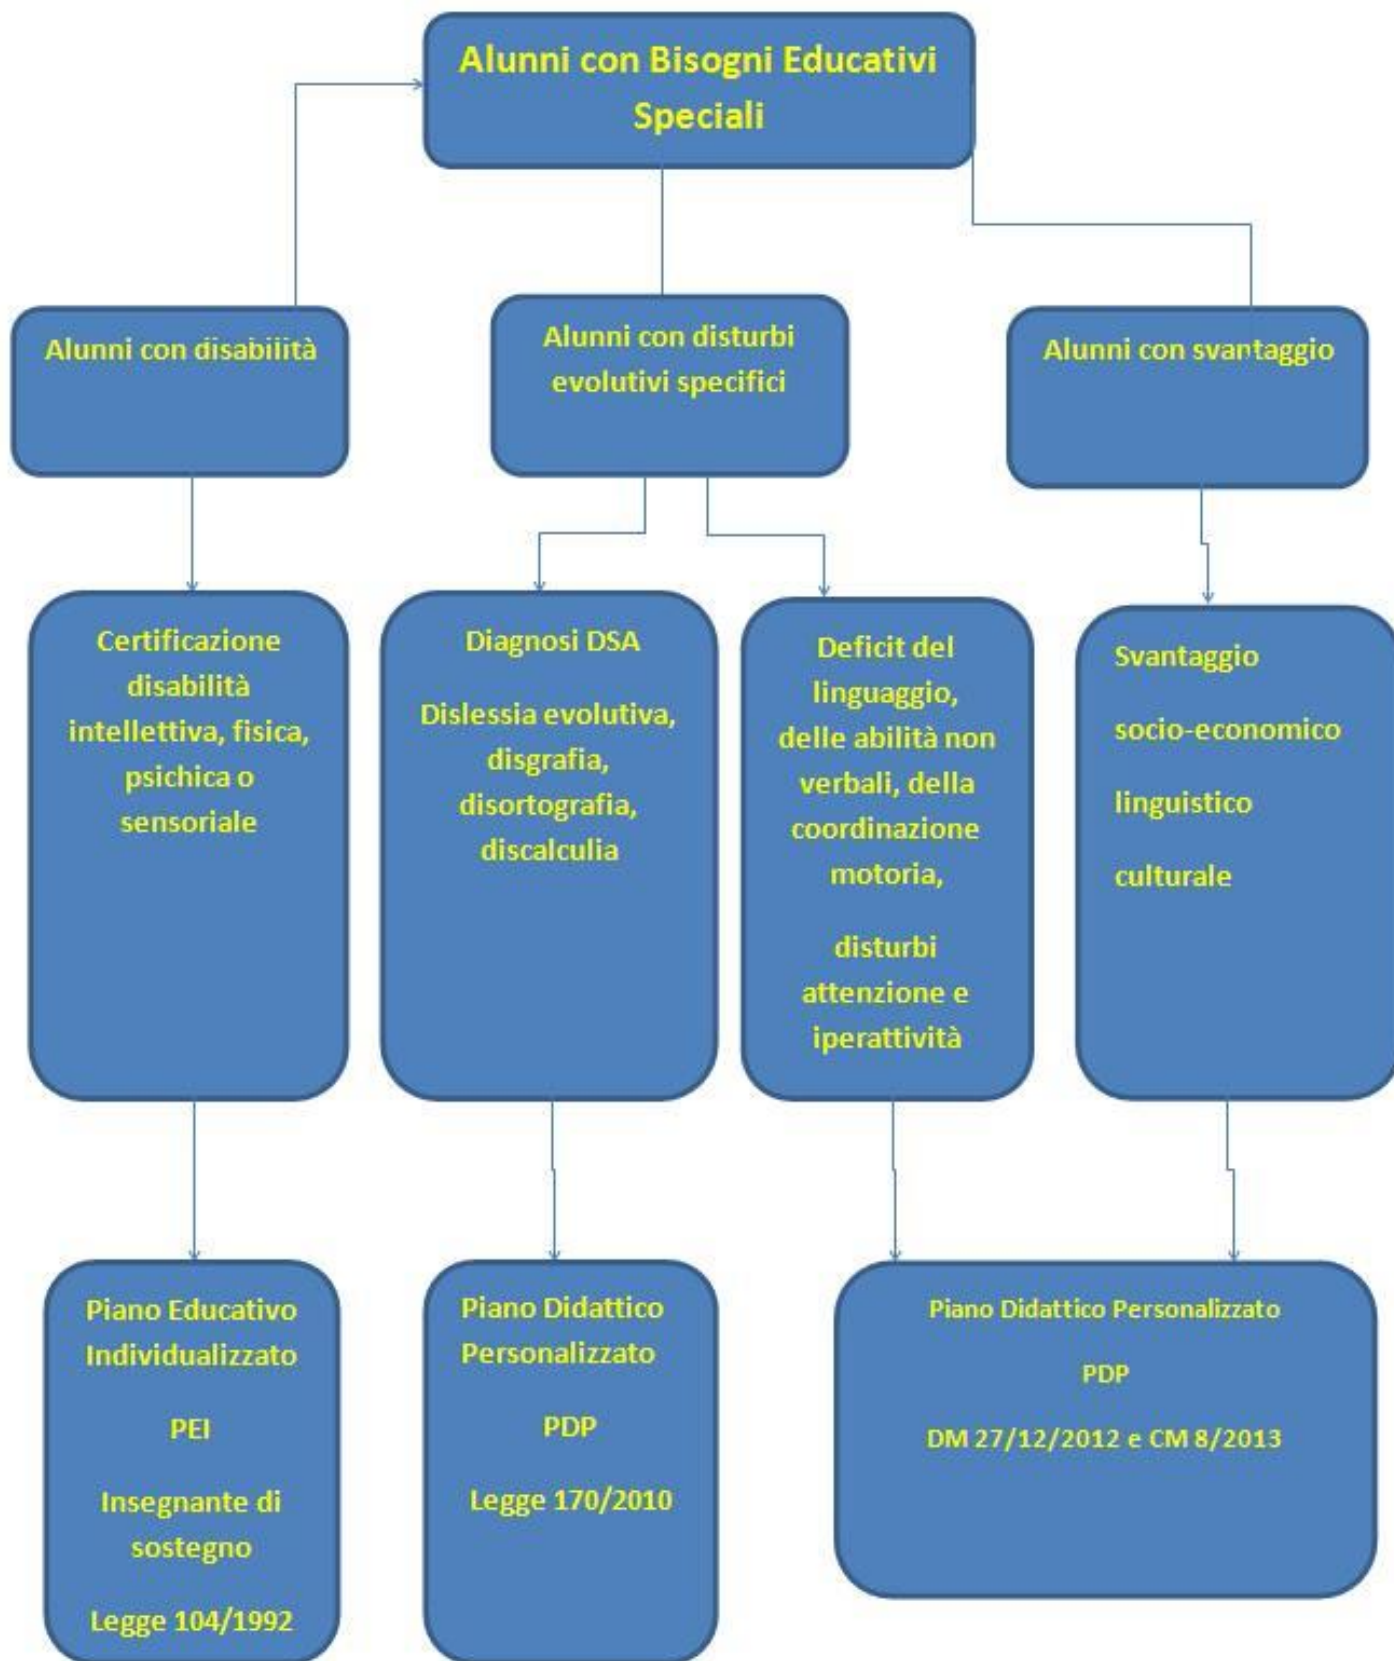 Alunni con Bisogni Educativi
Speciali
Alunni con disabilità
Alunni con disturbi
evolutivi specifici
Alunni con svantaggio
Certificazione
disabilità
intellettiva, fisica,
psichica o
sensoriale
Diagnosi DSA
Dislessia evolutiva,
disgrafia,
disortografia,
discalculia
Deficit del
linguaggio,
delle abilità non
verbali, della
coordinazione
motoria,
disturbi
attenzione e
iperattività
Svantaggio
socio-economico
linguistico
culturale
Piano Educativo
Individualizzato
PEI
Insegnante di
sostegno
Legge 104/1992
Piano Didattico
Personalizzato
PDP
Legge 170/2010
Piano Didattico Personalizzato
PDP
DM 27/12/2012 e CM 8/2013